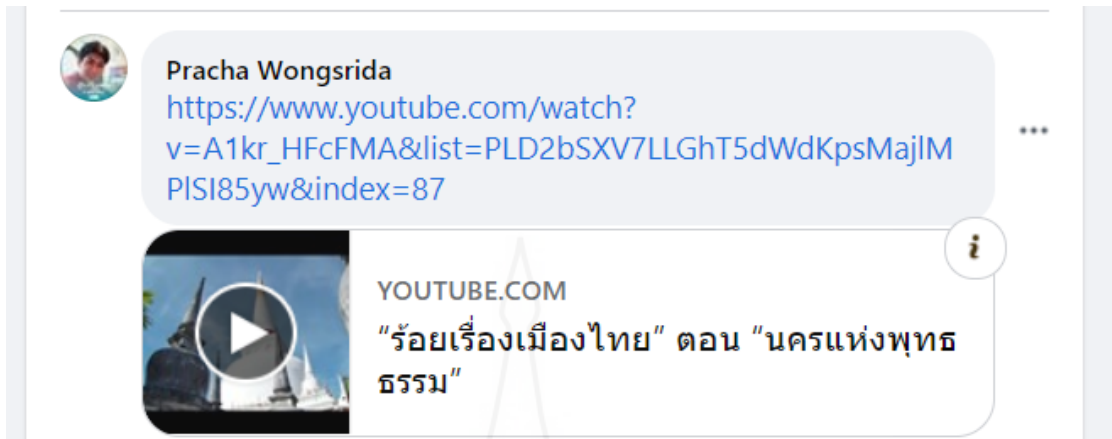 Pracha Wongsrida
https://www.youtube.com/watch?
v=A1kr_HFcFMA&list=PLD2bSXV7LLGhT5dWdKpsMajlM
PlSI85yw&index=87
YOUTUBE.COM
“ร้อยเรื่องเมืองไทย” ตอน “นครแห่งพุทธ
ธรรม”